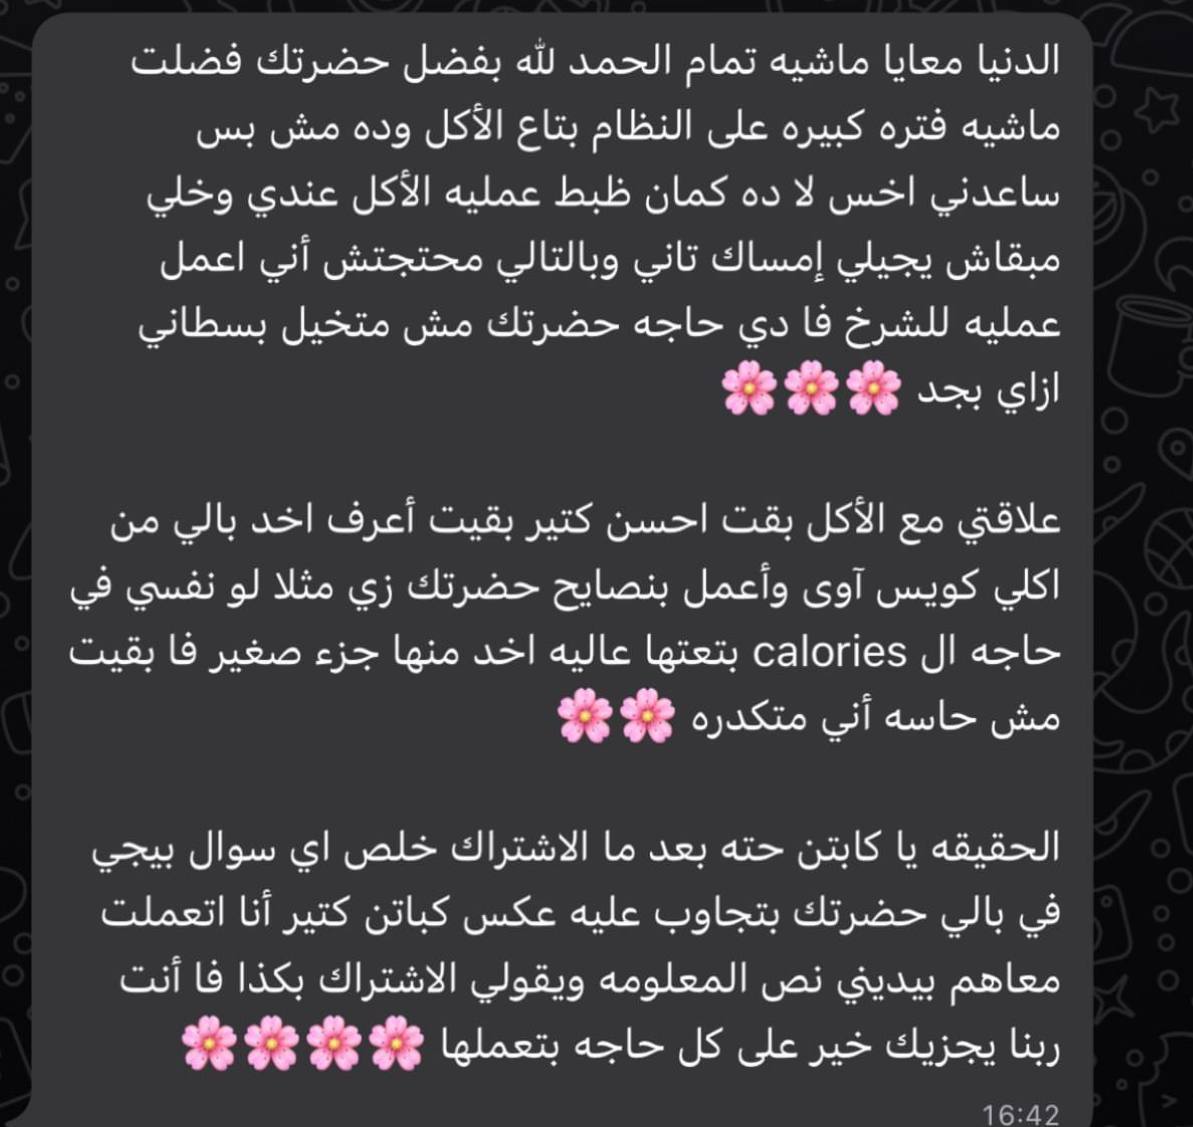 الدنيا معايا ماشيه تمام الحمد لله بفضل حضرتك فضلت
ماشيه فتره كبيره على النظام بتاع الأكل وده مش بس
ساعدني اخس لا ده كمان ظبط عمليه الأكل عندي وخلي
مبقاش يجيلي إمساك تاني وبالتالي محتجتش أني اعمل
عمليه للشرخ فا دي حاجه حضرتك مش متخيل بسطاني
ازاي بجد 🌸🌸🌸
علاقتي مع الأكل بقت احسن كتير بقيت أعرف اخد بالي من
اكلي كويس آوى وأعمل بنصايح حضرتك زي مثلا لو نفسي في
حاجه ال calories بتعتها عاليه اخد منها جزء صغير فا بقيت
مش حاسه أني متكدره 🌸🌸
الحقيقه يا كابتن حته بعد ما الاشتراك خلص اي سوال بيجي
في بالي حضرتك بتجاوب عليه عكس كباتن كتير أنا اتعملت
معاهم بيديني نص المعلومه ويقولي الاشتراك بكذا فا أنت
ربنا يجزيك خير على كل حاجه بتعملها 🌸🌸🌸🌸
16:42